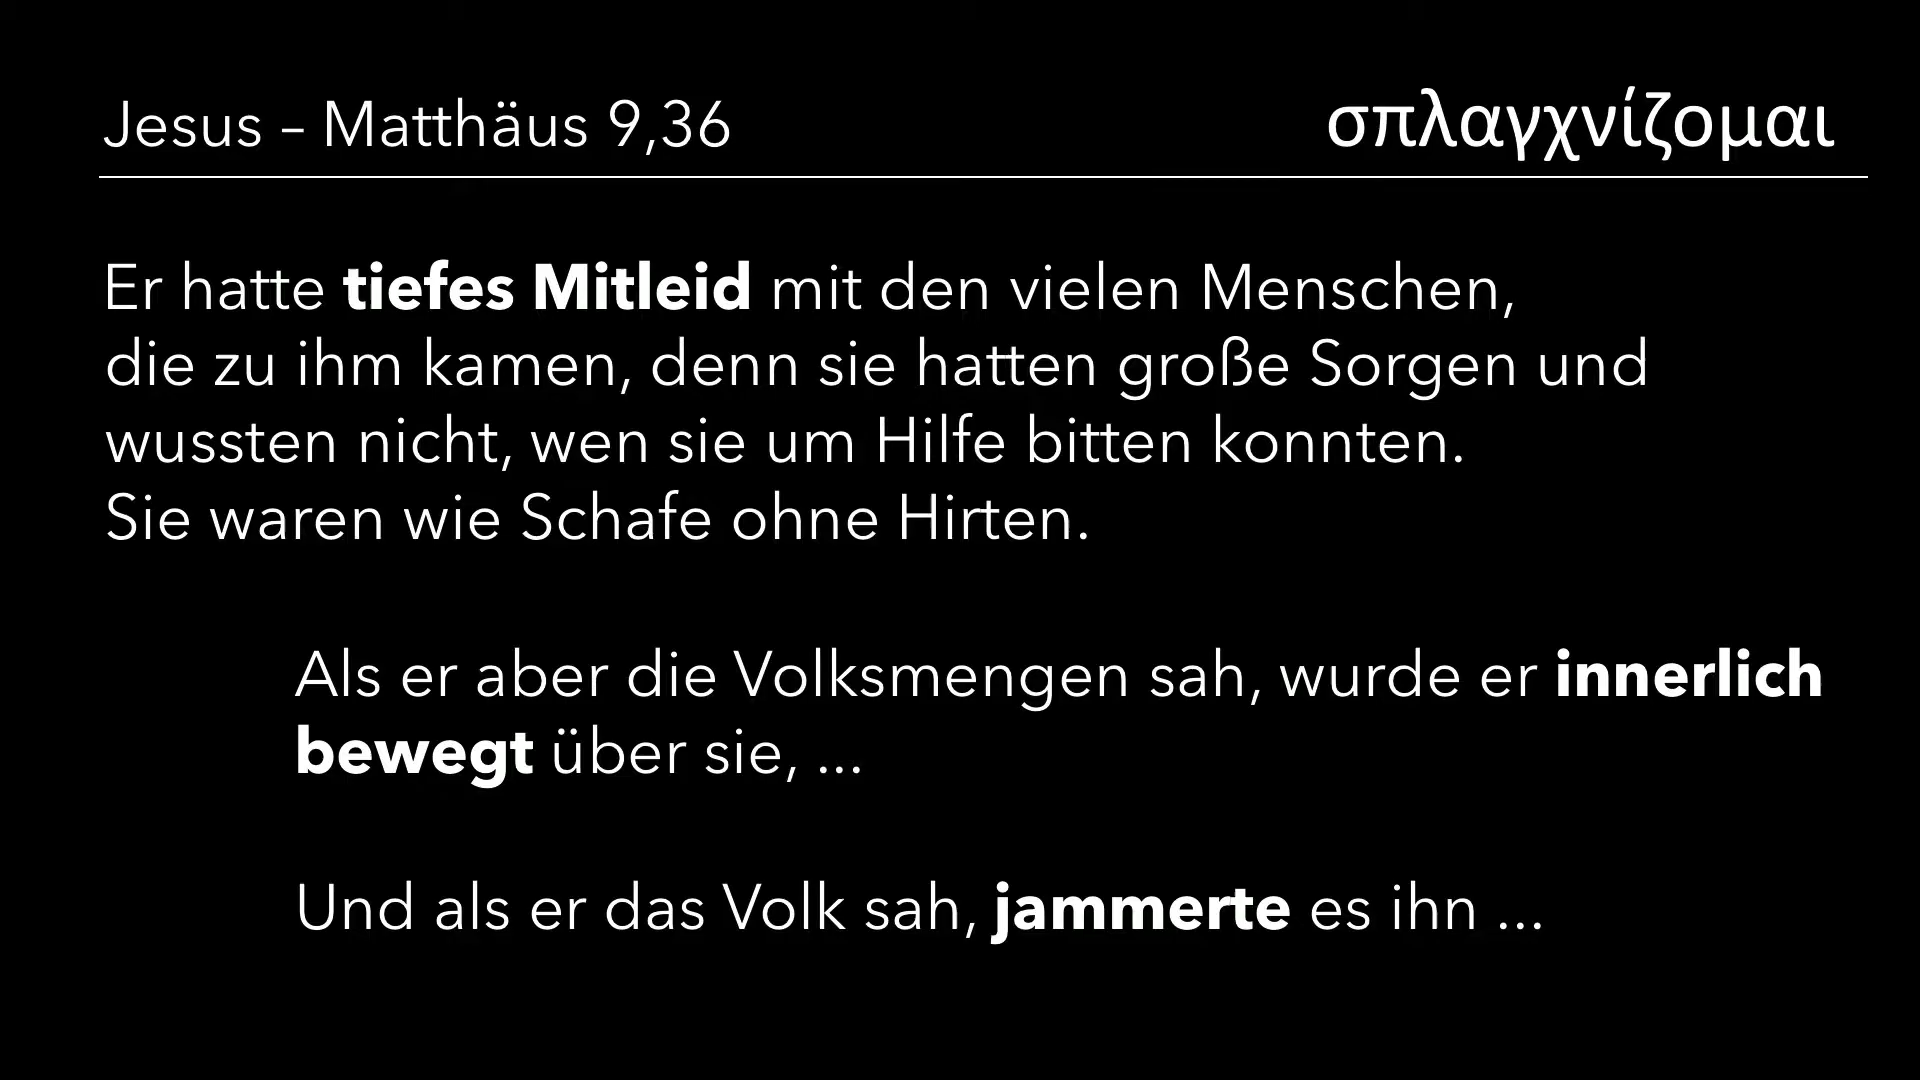 Jesus – Matthäus 9,36
σπλαγχνίζομαι
Er hatte tiefes Mitleid mit den vielen Menschen,
die zu ihm kamen, denn sie hatten große Sorgen und
wussten nicht, wen sie um Hilfe bitten konnten.
Sie waren wie Schafe ohne Hirten.
Als er aber die Volksmengen sah, wurde er innerlich
bewegt über sie, ...
Und als er das Volk sah, jammerte es ihn ...